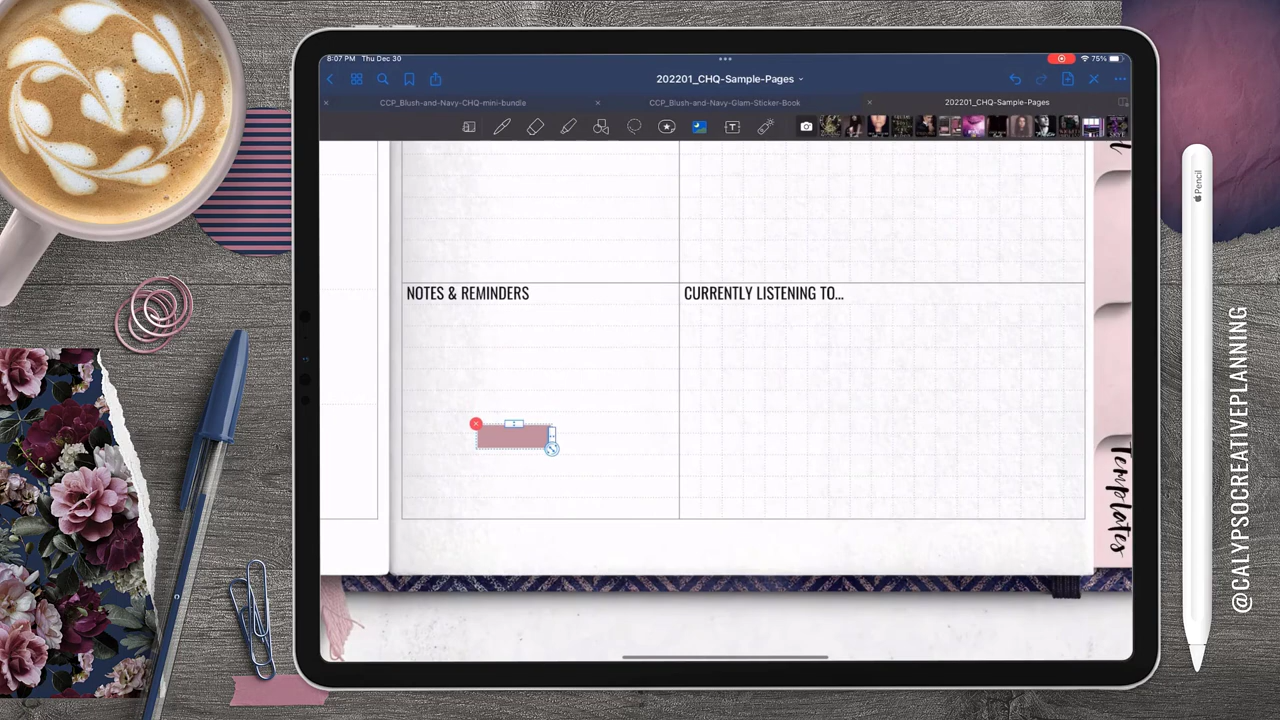 8:07 PM Thu Dec 30
75%
202201_CHQ-Sample-Pages
CCP_Blush-and-Navy-CHQ-mini-bundle
CCP_Blush-and-Navy-Glam-Sticker-Book
202201_CHQ-Sample-Pages
NOTES & REMINDERS
CURRENTLY LISTENING TO...
Templates
Pencil
@CALYPSOCREATIVEPLANNING